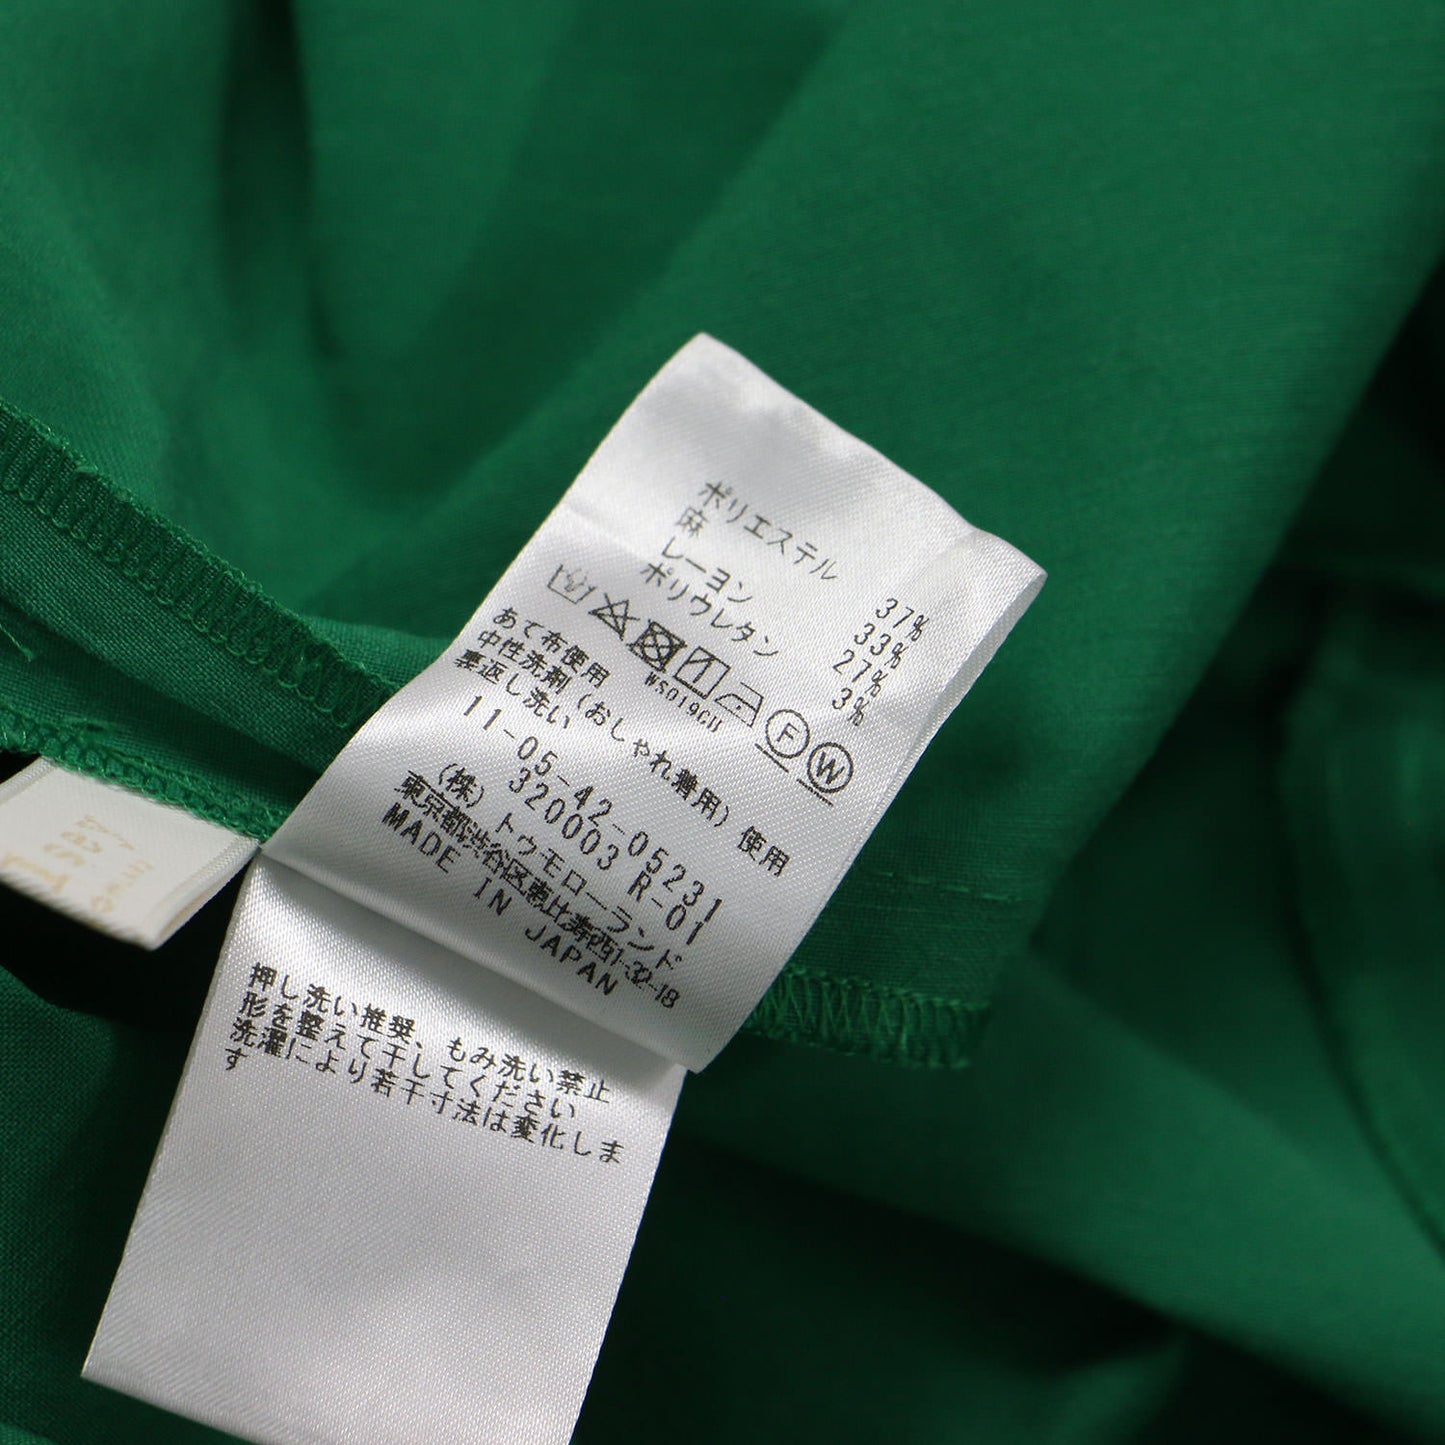 ポリエステル 37%
麻 33%
レーヨン 27%
ポリウレタン 3%
F W
WS019GU
あて布使用
中性洗剤(おしゃれ着用)使用
裏返し洗い
11-05-42-05231
320003 R-01
(株) トウモローランド
東京都渋谷区恵比寿西1-32-18
MADE IN JAPAN
押し洗い推奨、もみ洗い禁止
形を整えて干してください
洗濯により若干寸法は変化しま
す